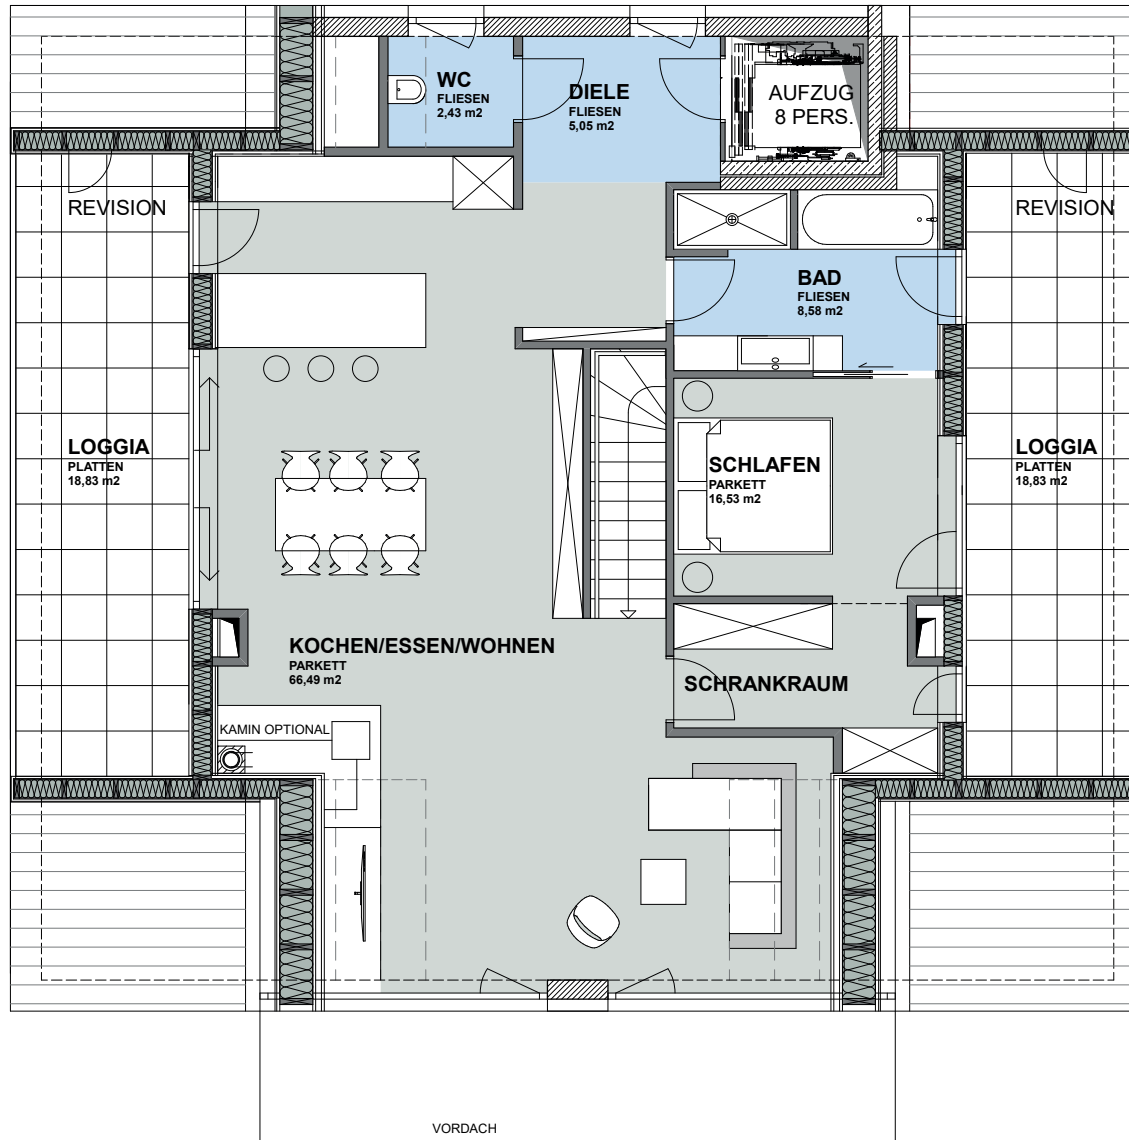 WC
FLIESEN
2,43 m2
DIELE
FLIESEN
5,05 m2
AUFZUG
8 PERS.
REVISION
REVISION
BAD
FLIESEN
8,58 m2
LOGGIA
PLATTEN
18,83 m2
SCHLAFEN
PARKETT
16,53 m2
LOGGIA
PLATTEN
18,83 m2
KOCHEN/ESSEN/WOHNEN
PARKETT
66,49 m2
SCHRANKRAUM
KAMIN OPTIONAL
VORDACH